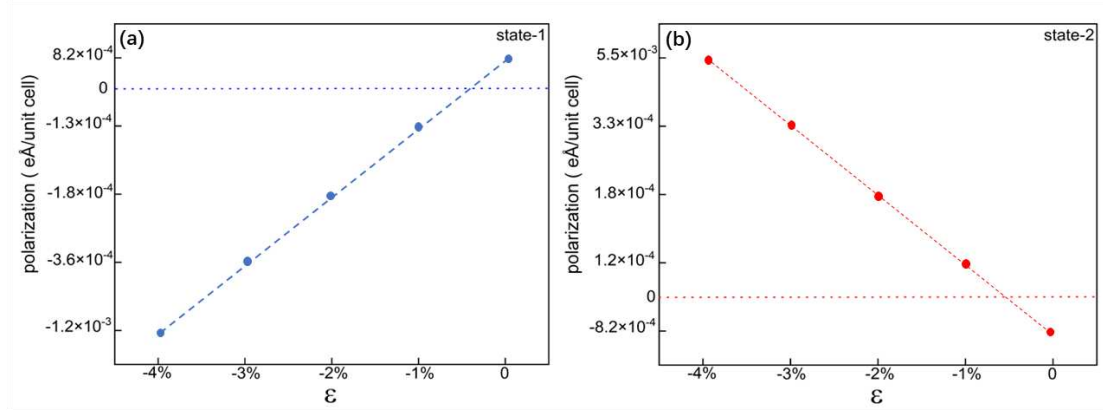 (a)
state-1
polarization ( eÅ/unit cell)
8.2×10⁻⁴
0
-1.3×10⁻⁴
-1.8×10⁻⁴
-3.6×10⁻⁴
-1.2×10⁻³
-4% -3% -2% -1% 0
ε
(b)
state-2
polarization ( eÅ/unit cell)
5.5×10⁻³
3.3×10⁻⁴
1.8×10⁻⁴
1.2×10⁻⁴
0
-8.2×10⁻⁴
-4% -3% -2% -1% 0
ε